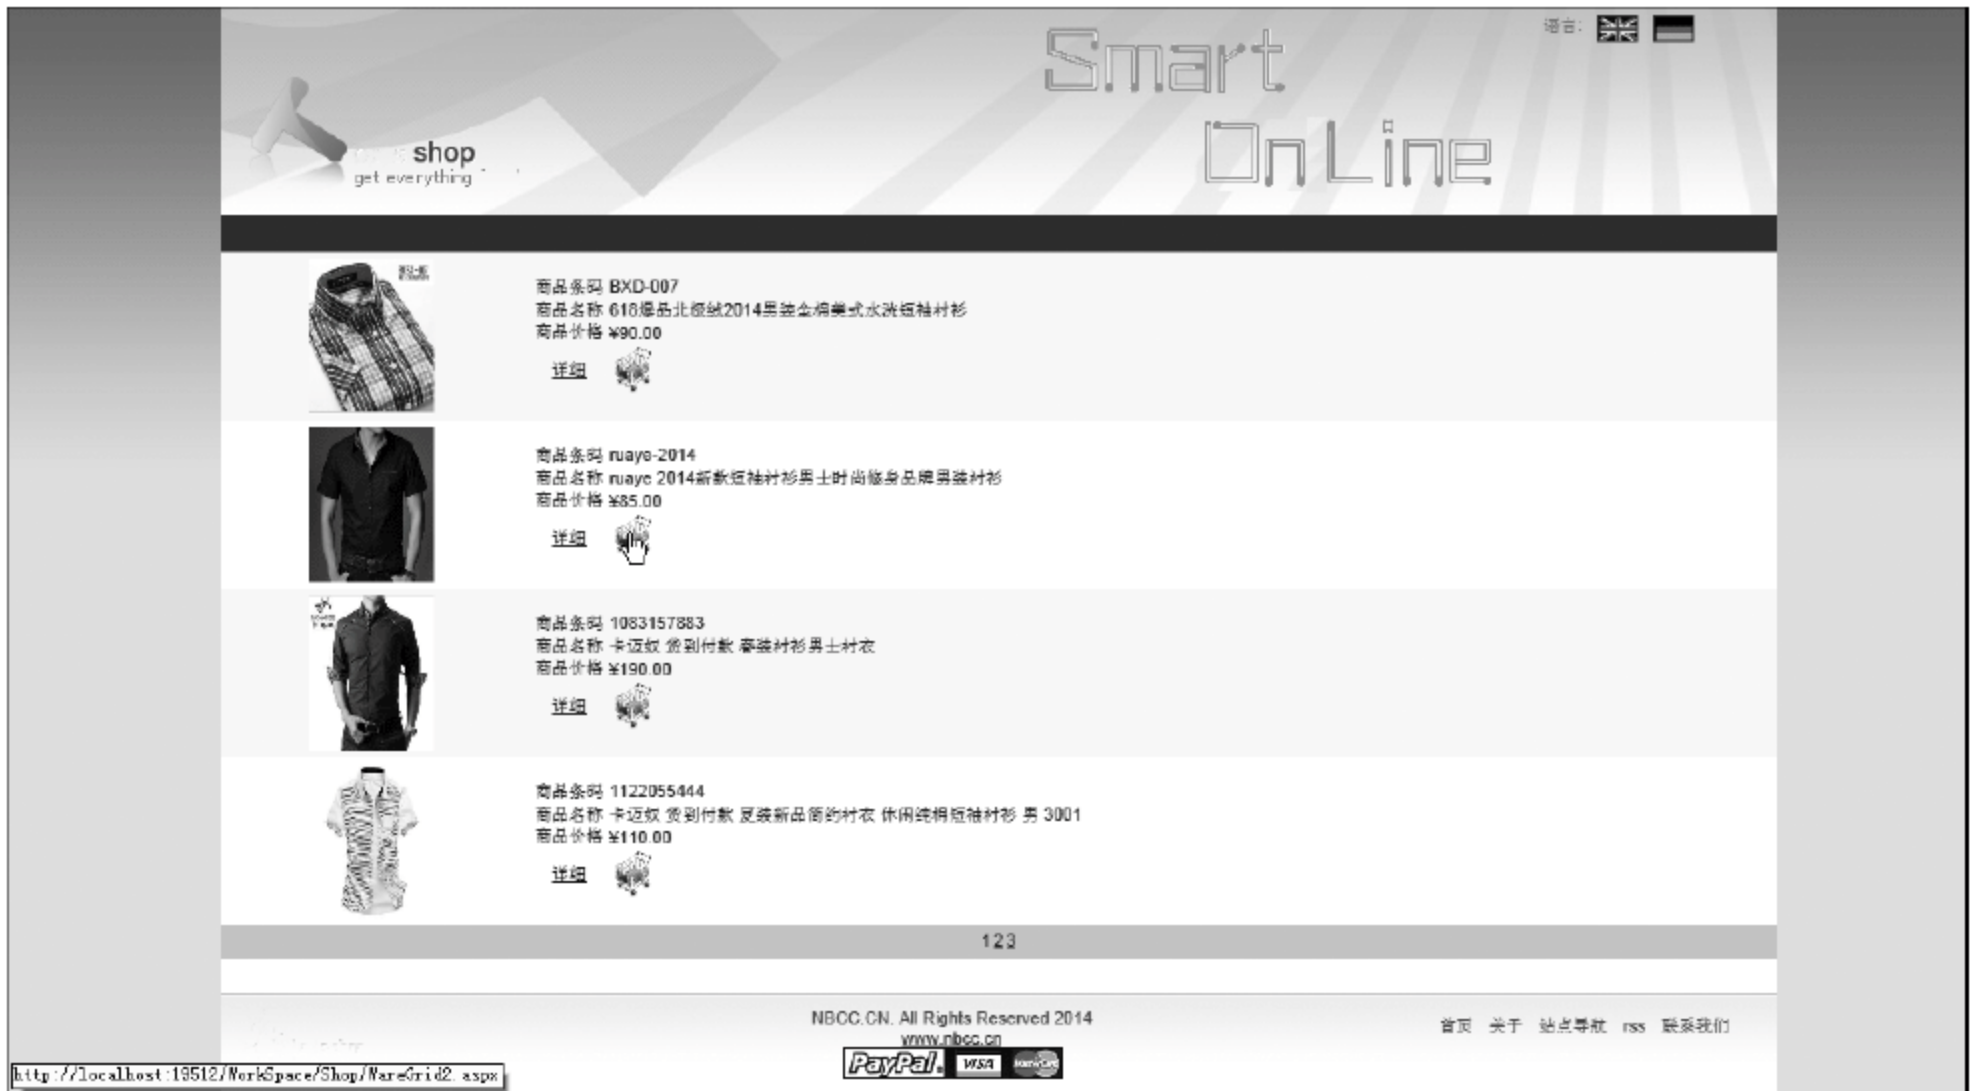 语言:
Smart
OnLine
shop
get everything
商品条码 BXD-007
商品名称 618爆品北极绒2014男装全棉美式水洗短袖衬衫
商品价格 ¥90.00
详细
商品条码 ruaye-2014
商品名称 ruaye 2014新款短袖衬衫男士时尚修身品牌男装衬衫
商品价格 ¥85.00
详细
商品条码 1083157883
商品名称 卡迈奴 货到付款 春装衬衫男士衬衣
商品价格 ¥190.00
详细
商品条码 1122055444
商品名称 卡迈奴 货到付款 夏装新品简约衬衣 休闲纯棉短袖衬衫 男 3001
商品价格 ¥110.00
详细
123
NBCC.CN. All Rights Reserved 2014
www.nbcc.cn
首页 关于 站点导航 rss 联系我们
PayPal. VISA MasterCard
http://localhost:19512/WorkSpace/Shop/WareGrid2.aspx